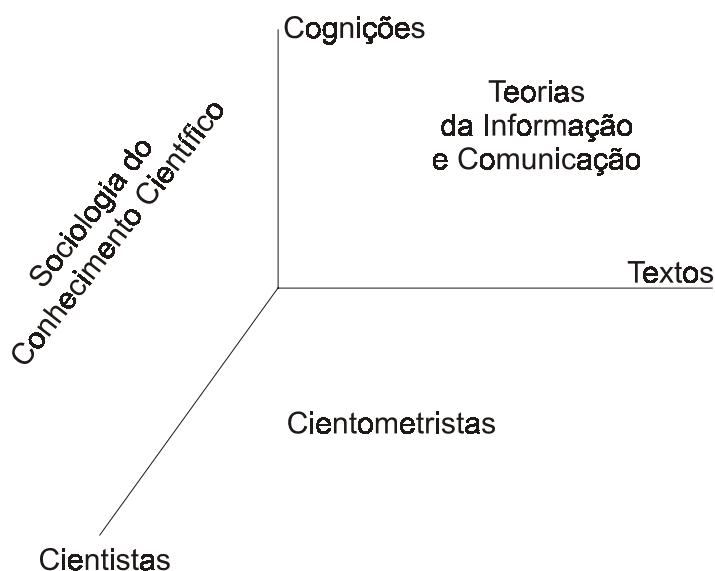 Cognições
Teorias
da Informação
e Comunicação
Sociologia do
Conhecimento Científico
Textos
Cientometristas
Cientistas